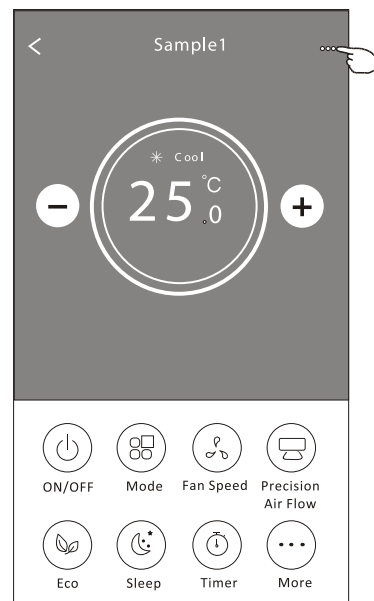 Sample1
Cool
25.0 °C
ON/OFF Mode Fan Speed Precision Air Flow
Eco Sleep Timer More